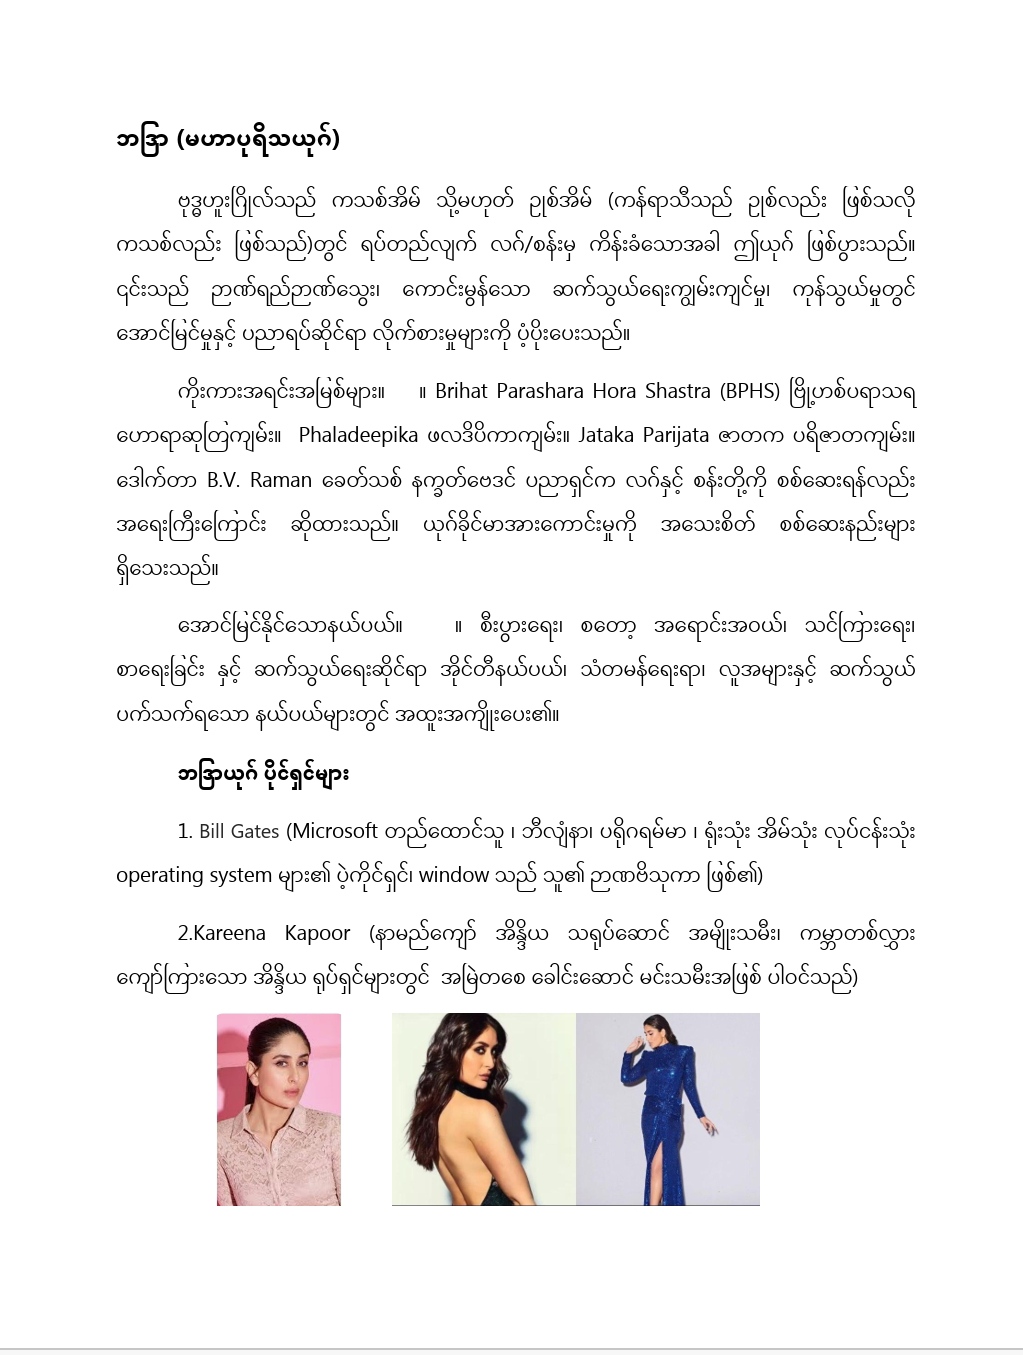 ဘဒြာ (မဟာပုရိသယုဂ်)
ဗုဒ္ဓဟူးဂြိုလ်သည် ကသစ်အိမ် သို့မဟုတ် ဥုစ်အိမ် (ကန်ရာသီသည် ဥုစ်လည်း ဖြစ်သလို
ကသစ်လည်း ဖြစ်သည်)တွင် ရပ်တည်လျက် လဂ်/စန်းမှ ကိန်းခံသောအခါ ဤယုဂ် ဖြစ်ပွားသည်။
၎င်းသည် ဉာဏ်ရည်ဉာဏ်သွေး၊ ကောင်းမွန်သော ဆက်သွယ်ရေးကျွမ်းကျင်မှု၊ ကုန်သွယ်မှုတွင်
အောင်မြင်မှုနှင့် ပညာရပ်ဆိုင်ရာ လိုက်စားမှုများကို ပံ့ပိုးပေးသည်။
ကိုးကားအရင်းအမြစ်များ။ ။ Brihat Parashara Hora Shastra (BPHS) ဗြို့ဟစ်ပရာသရ
ဟောရာဆုတြကျမ်း။ Phaladeepika ဖလဒိပိကာကျမ်း။ Jataka Parijata ဇာတက ပရိဇာတကျမ်း။
ဒေါက်တာ B.V. Raman ခေတ်သစ် နက္ခတ်ဗေဒင် ပညာရှင်က လဂ်နှင့် စန်းတို့ကို စစ်ဆေးရန်လည်း
အရေးကြီးကြောင်း ဆိုထားသည်။ ယုဂ်ခိုင်မာအားကောင်းမှုကို အသေးစိတ် စစ်ဆေးနည်းများ
ရှိသေးသည်။
အောင်မြင်နိုင်သောနယ်ပယ်။ ။ စီးပွားရေး၊ စတော့ အရောင်းအဝယ်၊ သင်ကြားရေး၊
စာရေးခြင်း နှင့် ဆက်သွယ်ရေးဆိုင်ရာ အိုင်တီနယ်ပယ်၊ သံတမန်ရေးရာ၊ လူအများနှင့် ဆက်သွယ်
ပက်သက်ရသော နယ်ပယ်များတွင် အထူးအကျိုးပေး၏။
ဘဒြာယုဂ် ပိုင်ရှင်များ
1. Bill Gates (Microsoft တည်ထောင်သူ ၊ ဘီလျံနာ၊ ပရိုဂရမ်မာ ၊ ရုံးသုံး အိမ်သုံး လုပ်ငန်းသုံး
operating system များ၏ ပဲ့ကိုင်ရှင်၊ window သည် သူ၏ ဉာဏဗိသုကာ ဖြစ်၏)
2.Kareena Kapoor (နာမည်ကျော် အိန္ဒိယ သရုပ်ဆောင် အမျိုးသမီး၊ ကမ္ဘာတစ်လွှား
ကျော်ကြားသော အိန္ဒိယ ရုပ်ရှင်များတွင် အမြဲတစေ ခေါင်းဆောင် မင်းသမီးအဖြစ် ပါဝင်သည်)